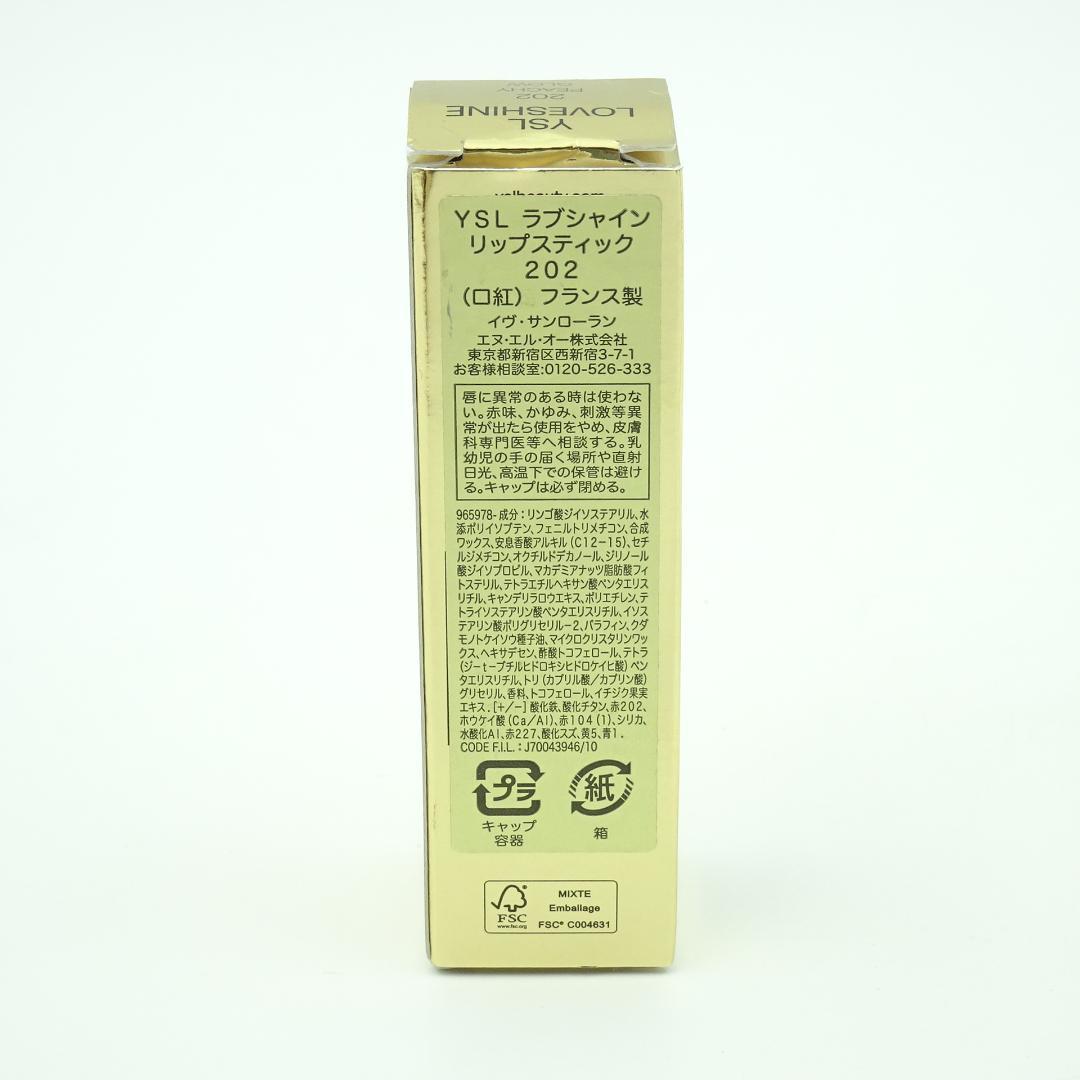 YSL
LOVESHINE
202
PEACHY
GLOW
yslbeauty.com
YSL ラブシャイン
リップスティック
202
（口紅） フランス製
イヴ・サンローラン
エヌ・エル・オー株式会社
東京都新宿区西新宿3-7-1
お客様相談室:0120-526-333
唇に異常のある時は使わな
い。赤味、かゆみ、刺激等異
常が出たら使用をやめ、皮膚
科専門医等へ相談する。乳
幼児の手の届く場所や直射
日光、高温下での保管は避け
る。キャップは必ず閉める。
965978-成分：リンゴ酸ジイソステアリル、水
添ポリイソブテン、フェニルトリメチコン、合成
ワックス、安息香酸アルキル（C12-15）、セチ
ルジメチコン、オクチルドデカノール、ジリノール
酸ジイソプロピル、マカデミアナッツ脂肪酸フィ
トステリル、テトラエチルヘキサン酸ペンタエリス
リチル、キャンデリラロウエキス、ポリエチレン、テ
トライソステアリン酸ペンタエリスリチル、イソス
テアリン酸ポリグリセリル－2、パラフィン、クダ
モノトケイソウ種子油、マイクロクリスタリンワッ
クス、ヘキサデセン、酢酸トコフェロール、テトラ
（ジーt－ブチルヒドロキシヒドロケイヒ酸）ペン
タエリスリチル、トリ（カプリル酸／カプリン酸）
グリセリル、香料、トコフェロール、イチジク果実
エキス．[＋／－]酸化鉄、酸化チタン、赤202、
ホウケイ酸（Ca／Al）、赤104(1)、シリカ、
水酸化Al、赤227、酸化スズ、黄5、青1．
CODE F.I.L. : J70043946/10
プラ
紙
キャップ
容器
箱
FSC
www.fsc.org
MIXTE
Emballage
FSC® C004631